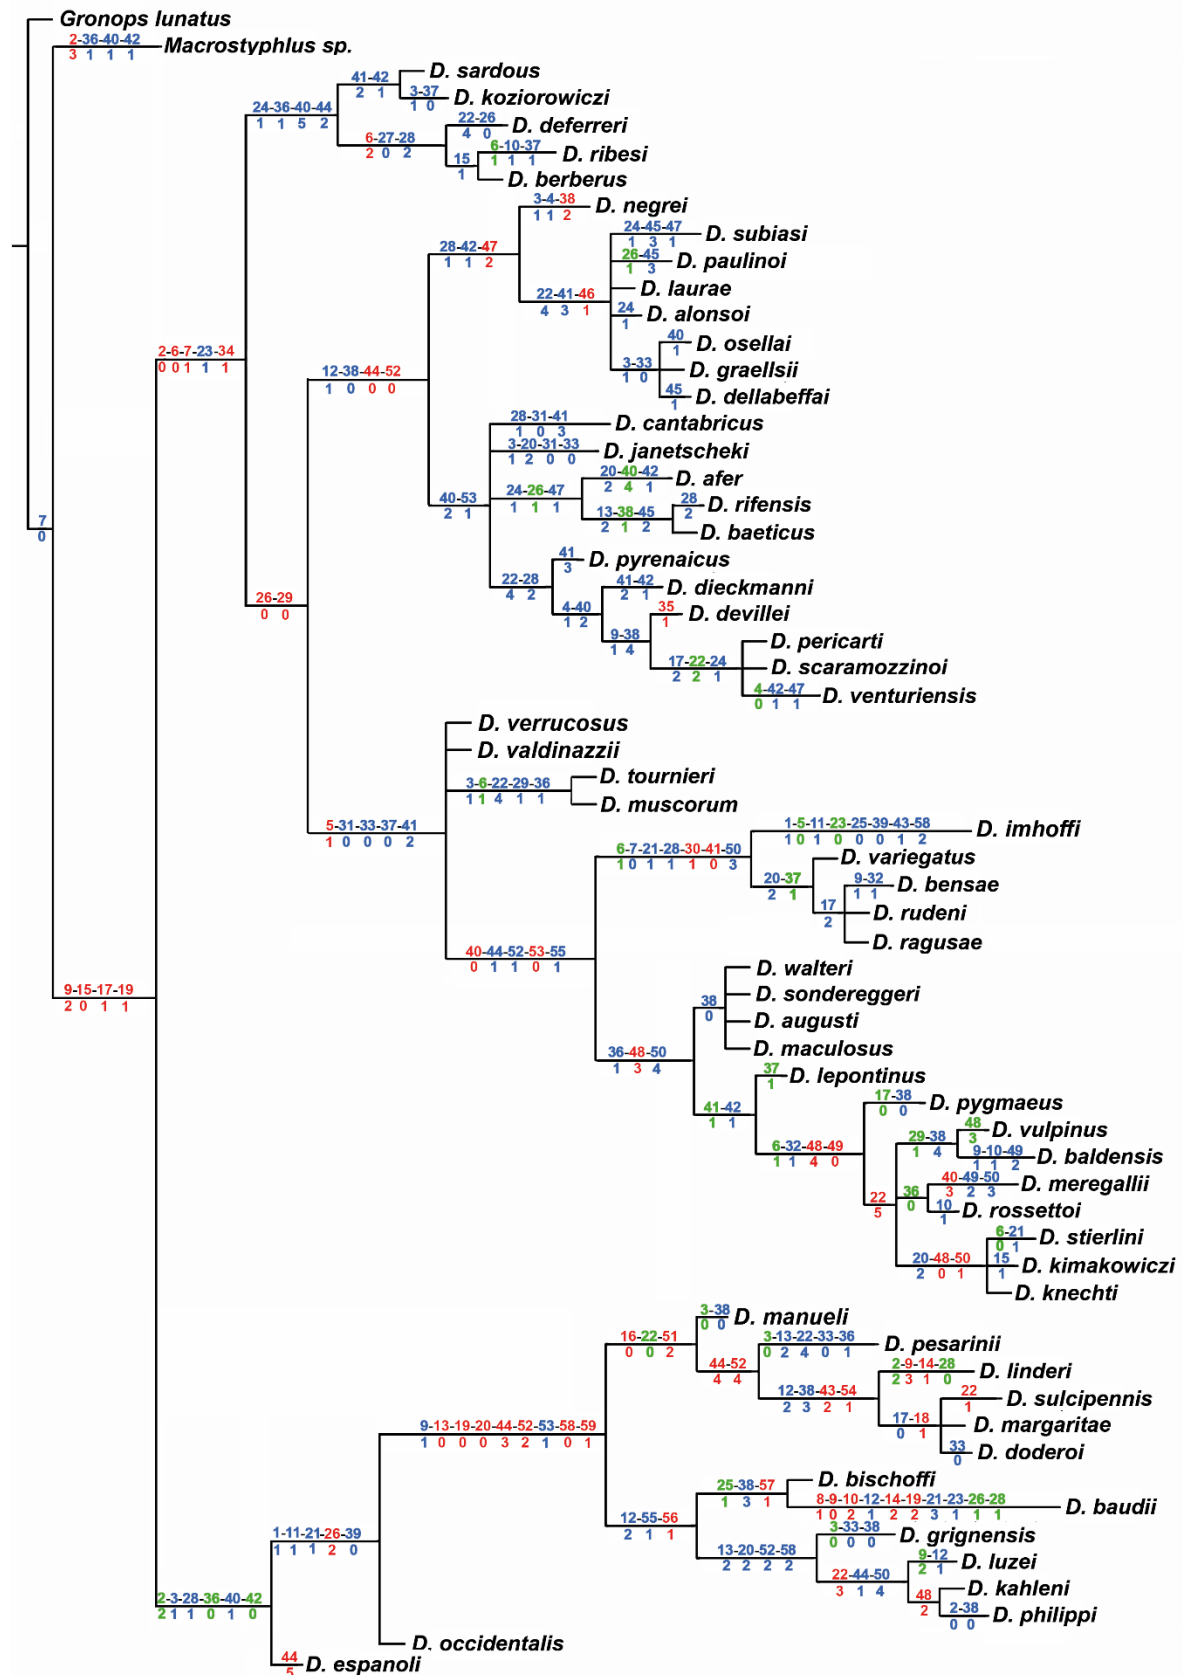 Gronops lunatus
2-36-40-42
3 1 1 1
Macrostyphlus sp.
D. sardous
41-42
2 1
3-37
1 0
D. koziorowiczi
24-36-40-44
1 1 5 2
22-26
4 0
D. deferreri
6-27-28
2 0 2
6-10-37
1 1 1
D. ribesi
15
1
D. berberus
3-4-38
1 1 2
D. negrei
24-45-47
1 3 1
D. subiasi
28-42-47
1 1 2
26-45
1 3
D. paulinoi
22-41-46
4 3 1
D. laurae
24
1
D. alonsoi
40
1
D. osellai
2-6-7-23-34
0 0 1 1 1
3-33
1 0
D. graellsii
12-38-44-52
1 0 0 0
45
1
D. dellabeffai
28-31-41
1 0 3
D. cantabricus
3-20-31-33
1 2 0 0
D. janetscheki
20-40-42
2 4 1
D. afer
40-53
2 1
24-26-47
1 1 1
28
2
D. rifensis
13-38-45
2 1 2
D. baeticus
7
0
41
3
D. pyrenaicus
22-28
4 2
41-42
2 1
D. dieckmanni
26-29
0 0
4-40
1 2
35
1
D. devillei
9-38
1 4
D. pericarti
17-22-24
2 2 1
D. scaramozzinoi
4-42-47
0 1 1
D. venturiensis
D. verrucosus
D. valdinazzii
D. tournieri
3-6-22-29-36
1 1 4 1 1
D. muscorum
5-31-33-37-41
1 0 0 0 2
1-5-11-23-25-39-43-58
1 0 1 0 0 0 1 2
D. imhoffi
6-7-21-28-30-41-50
1 0 1 1 1 0 3
D. variegatus
20-37
2 1
9-32
1 1
D. bensae
17
2
D. rudeni
D. ragusae
40-44-52-53-55
0 1 1 0 1
D. walteri
9-15-17-19
2 0 1 1
38
0
D. sondereggeri
D. augusti
D. maculosus
36-48-50
1 3 4
37
1
D. lepontinus
41-42
1 1
17-38
0 0
D. pygmaeus
48
3
D. vulpinus
6-32-48-49
1 1 4 0
29-38
1 4
9-10-49
1 1 2
D. baldensis
40-49-50
3 2 3
D. meregallii
22
5
36
0
10
1
D. rossettoi
6-21
0 1
D. stierlini
20-48-50
2 0 1
15
1
D. kimakowiczi
D. knechti
3-38
0 0
D. manueli
16-22-51
0 0 2
3-13-22-33-36
0 2 4 0 1
D. pesarinii
44-52
4 4
2-9-14-28
2 3 1 0
D. linderi
12-38-43-54
2 3 2 1
22
1
D. sulcipennis
9-13-19-20-44-52-53-58-59
1 0 0 0 3 2 1 0 1
17-18
0 1
D. margaritae
33
0
D. doderoi
D. bischoffi
25-38-57
1 3 1
8-9-10-12-14-19-21-23-26-28
1 0 2 1 2 2 3 1 1 1
D. baudii
12-55-56
2 1 1
3-33-38
0 0 0
D. grignensis
1-11-21-26-39
1 1 1 2 0
13-20-52-58
2 2 2 2
9-12
2 1
D. luzei
22-44-50
3 1 4
2-3-28-36-40-42
2 1 1 0 1 0
48
2
D. kahleni
2-38
0 0
D. philippi
D. occidentalis
44
5
D. espanoli